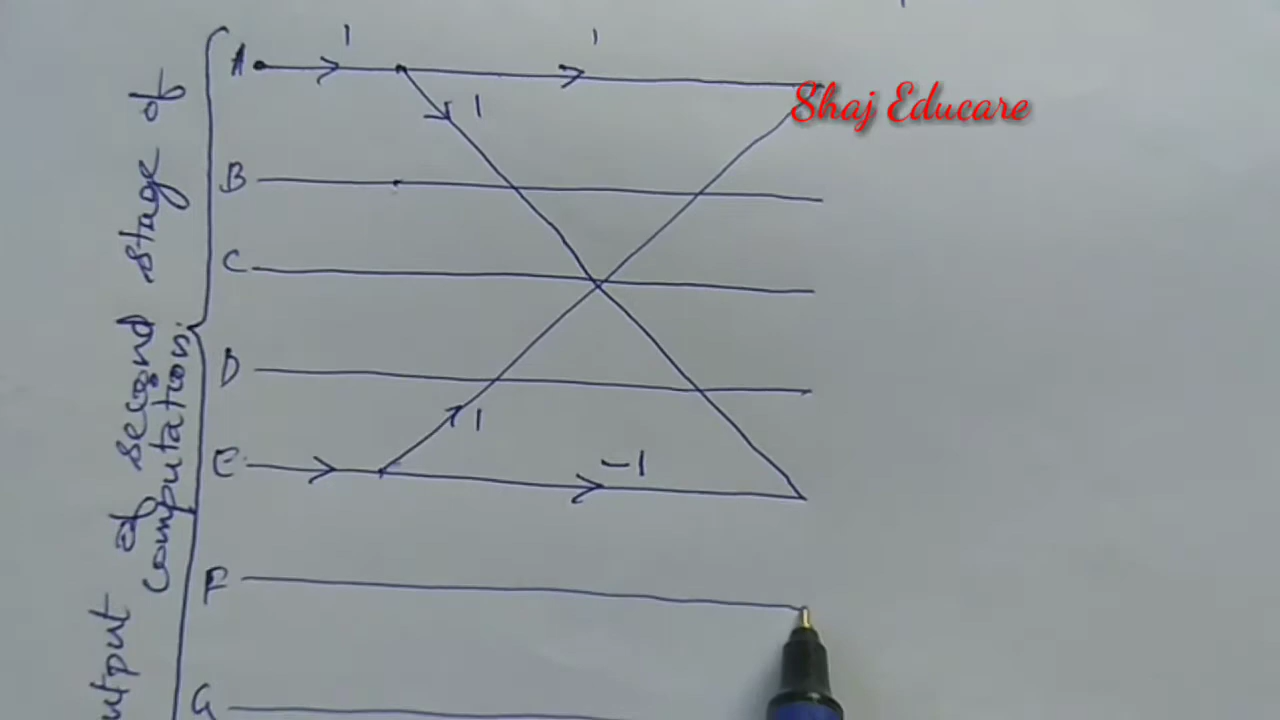 output of second stage of
computation.
A
1
1
1
Shaj Educare
B
C
D
1
E
-1
F
G